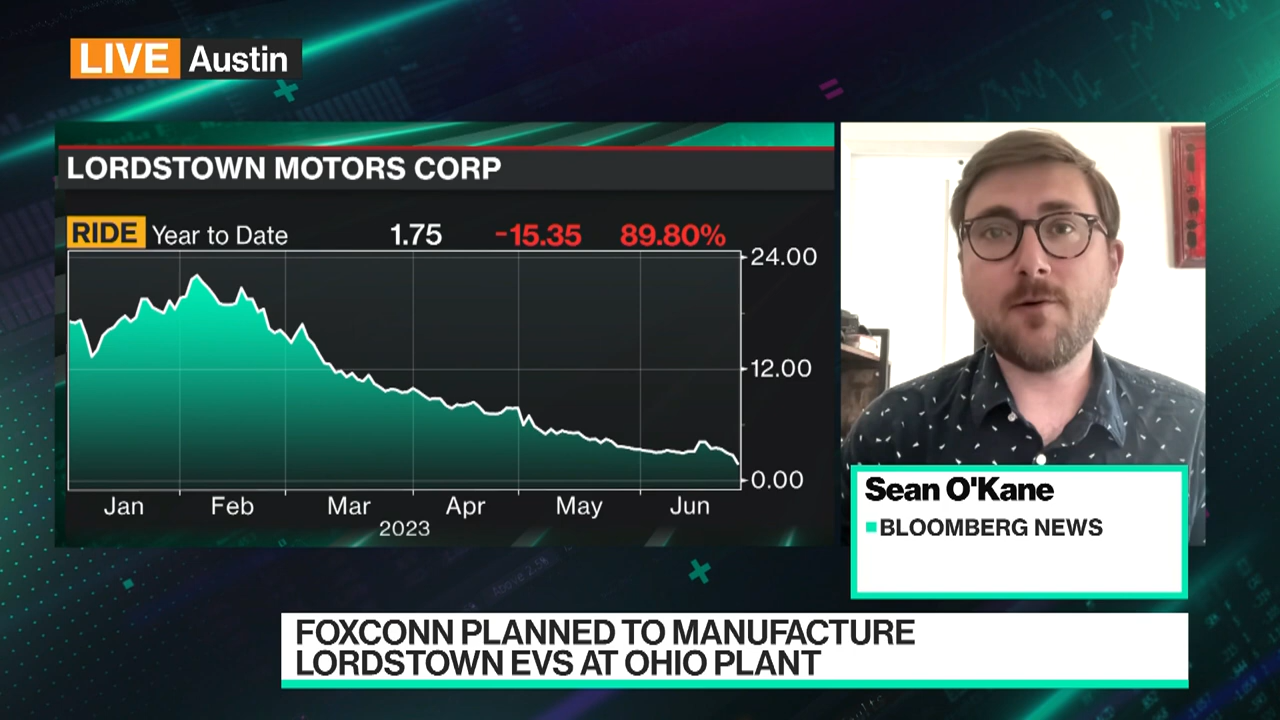 LIVE Austin
LORDSTOWN MOTORS CORP
RIDE Year to Date 1.75 -15.35 89.80%
24.00
12.00
0.00
Jan Feb Mar Apr May Jun
2023
Sean O'Kane
BLOOMBERG NEWS
FOXCONN PLANNED TO MANUFACTURE
LORDSTOWN EVS AT OHIO PLANT